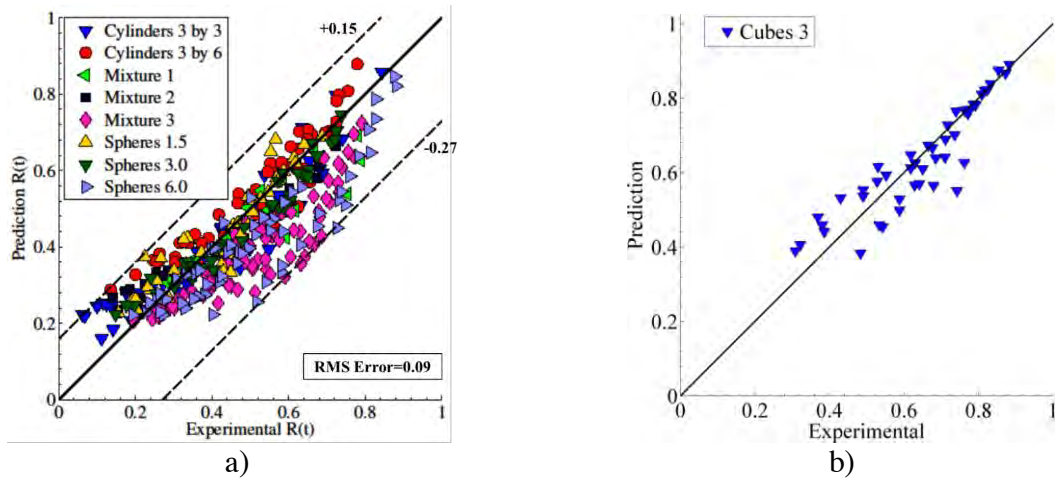 1
0.8
0.6
0.4
0.2
0
0
0.2
0.4
0.6
0.8
1
Prediction R(t)
Experimental R(t)
Cylinders 3 by 3
Cylinders 3 by 6
Mixture 1
Mixture 2
Mixture 3
Spheres 1.5
Spheres 3.0
Spheres 6.0
+0.15
-0.27
RMS Error=0.09
a)
1
0.8
0.6
0.4
0.2
0
0
0.2
0.4
0.6
0.8
1
Prediction
Experimental
Cubes 3
b)